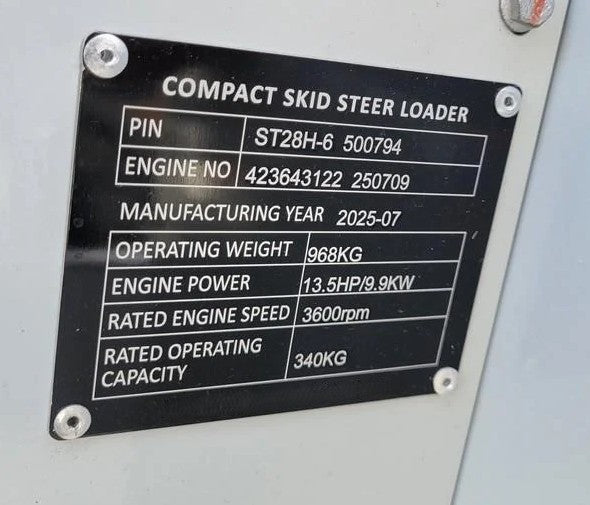 COMPACT SKID STEER LOADER
PIN ST28H-6 500794
ENGINE NO 423643122 250709
MANUFACTURING YEAR 2025-07
OPERATING WEIGHT 968KG
ENGINE POWER 13.5HP/9.9KW
RATED ENGINE SPEED 3600rpm
RATED OPERATING
CAPACITY 340KG